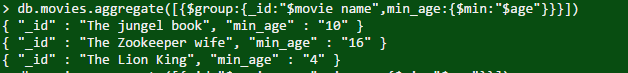 > db.movies.aggregate([{$group:{_id:"$movie name",min_age:{$min:"$age"}}}])
{ "_id" : "The jungel book", "min_age" : "10" }
{ "_id" : "The Zookeeper wife", "min_age" : "16" }
{ "_id" : "The Lion King", "min_age" : "4" }